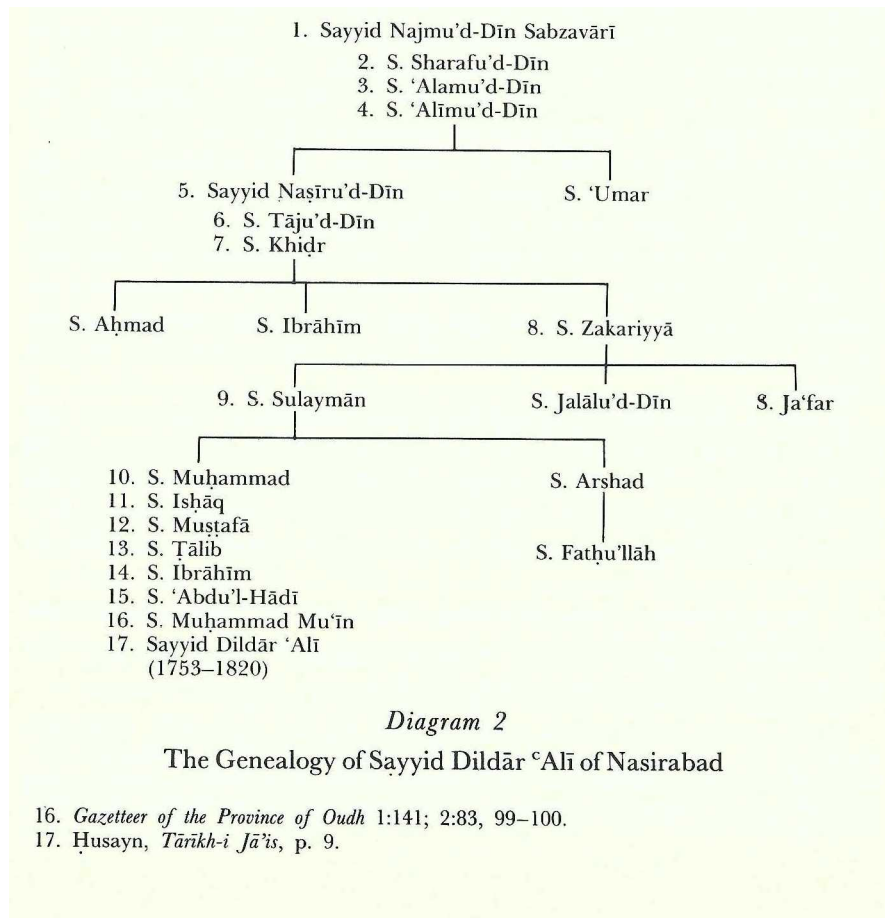 1. Sayyid Najmu’d-Dīn Sabzavārī
2. S. Sharafu’d-Dīn
3. S. ‘Alamu’d-Dīn
4. S. ‘Alīmu’d-Dīn
5. Sayyid Naṣīru’d-Dīn S. ‘Umar
6. S. Tāju’d-Dīn
7. S. Khiḍr
S. Aḥmad S. Ibrāhīm 8. S. Zakariyyā
9. S. Sulaymān S. Jalālu’d-Dīn S. Ja‘far
10. S. Muḥammad S. Arshad
11. S. Isḥāq
12. S. Muṣṭafā
13. S. Ṭālib S. Fatḥu’llāh
14. S. Ibrāhīm
15. S. ‘Abdu’l-Hādī
16. S. Muḥammad Mu‘īn
17. Sayyid Dildār ‘Alī
(1753–1820)
Diagram 2
The Genealogy of Sạyyid Dildār ᶜAlī of Nasirabad
16. Gazetteer of the Province of Oudh 1:141; 2:83, 99–100.
17. Ḥusayn, Tārīkh-i Jā’is, p. 9.